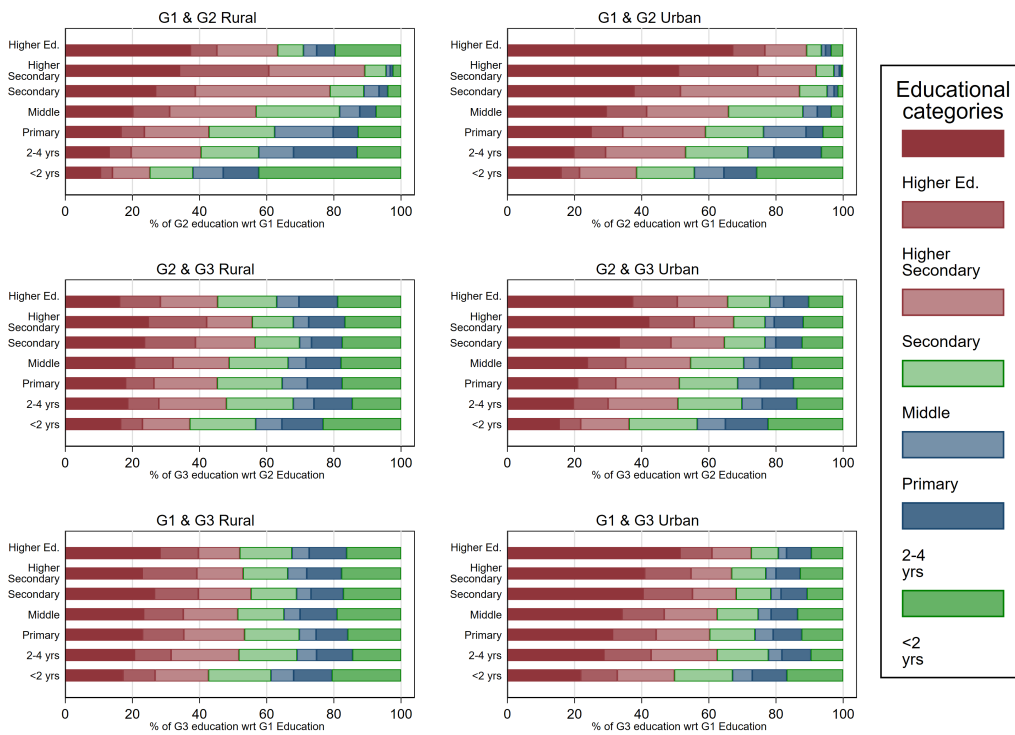 G1 & G2 Rural
Higher Ed.
Higher
Secondary
Secondary
Middle
Primary
2-4 yrs
<2 yrs
0 20 40 60 80 100
% of G2 education wrt G1 Education
G1 & G2 Urban
Higher Ed.
Higher
Secondary
Secondary
Middle
Primary
2-4 yrs
<2 yrs
0 20 40 60 80 100
% of G2 education wrt G1 Education
G2 & G3 Rural
Higher Ed.
Higher
Secondary
Secondary
Middle
Primary
2-4 yrs
<2 yrs
0 20 40 60 80 100
% of G3 education wrt G2 Education
G2 & G3 Urban
Higher Ed.
Higher
Secondary
Secondary
Middle
Primary
2-4 yrs
<2 yrs
0 20 40 60 80 100
% of G3 education wrt G2 Education
G1 & G3 Rural
Higher Ed.
Higher
Secondary
Secondary
Middle
Primary
2-4 yrs
<2 yrs
0 20 40 60 80 100
% of G3 education wrt G1 Education
G1 & G3 Urban
Higher Ed.
Higher
Secondary
Secondary
Middle
Primary
2-4 yrs
<2 yrs
0 20 40 60 80 100
% of G3 education wrt G1 Education
Educational
categories
Higher Ed.
Higher
Secondary
Secondary
Middle
Primary
2-4
yrs
<2
yrs